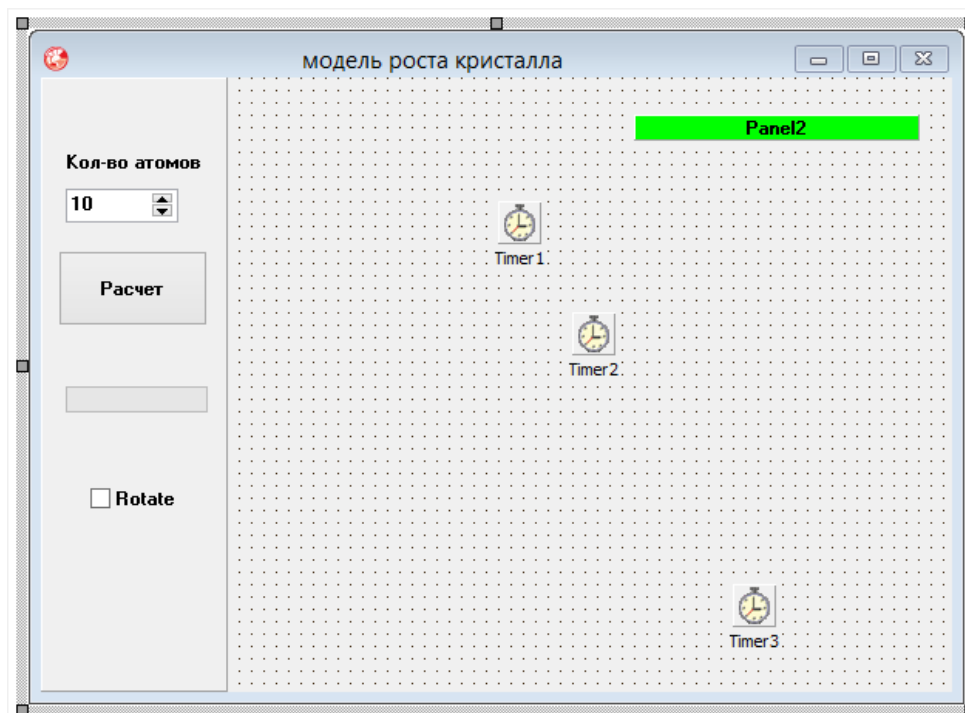 модель роста кристалла
Panel2
Кол-во атомов
10
Timer1
Расчет
Timer2
Rotate
Timer3